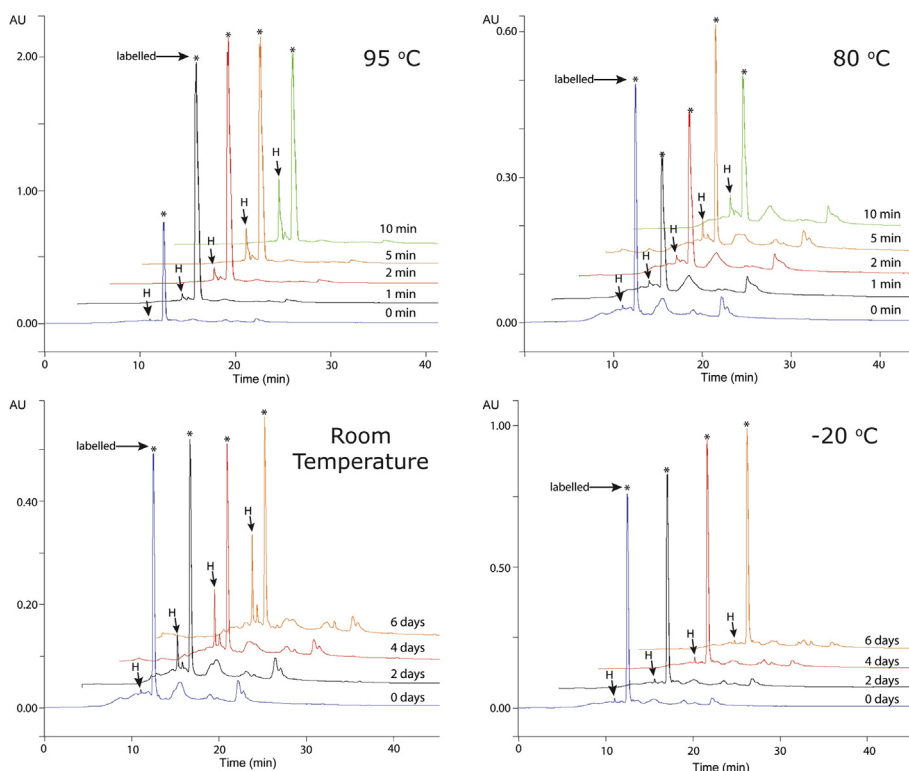 AU
2.00
1.00
0.00
labelled
*
*
*
*
*
95 °C
H
H
H
H
H
10 min
5 min
2 min
1 min
0 min
0
10
20
30
40
Time (min)
AU
0.60
0.30
0.00
labelled
*
*
*
*
*
80 °C
H
H
H
H
H
10 min
5 min
2 min
1 min
0 min
10
20
30
40
Time (min)
AU
0.40
0.20
0.00
labelled
*
*
*
*
Room
Temperature
H
H
H
H
6 days
4 days
2 days
0 days
0
10
20
30
40
Time (min)
AU
1.00
0.50
0.00
labelled
*
*
*
*
-20 °C
H
H
H
H
6 days
4 days
2 days
0 days
0
10
20
30
40
Time (min)